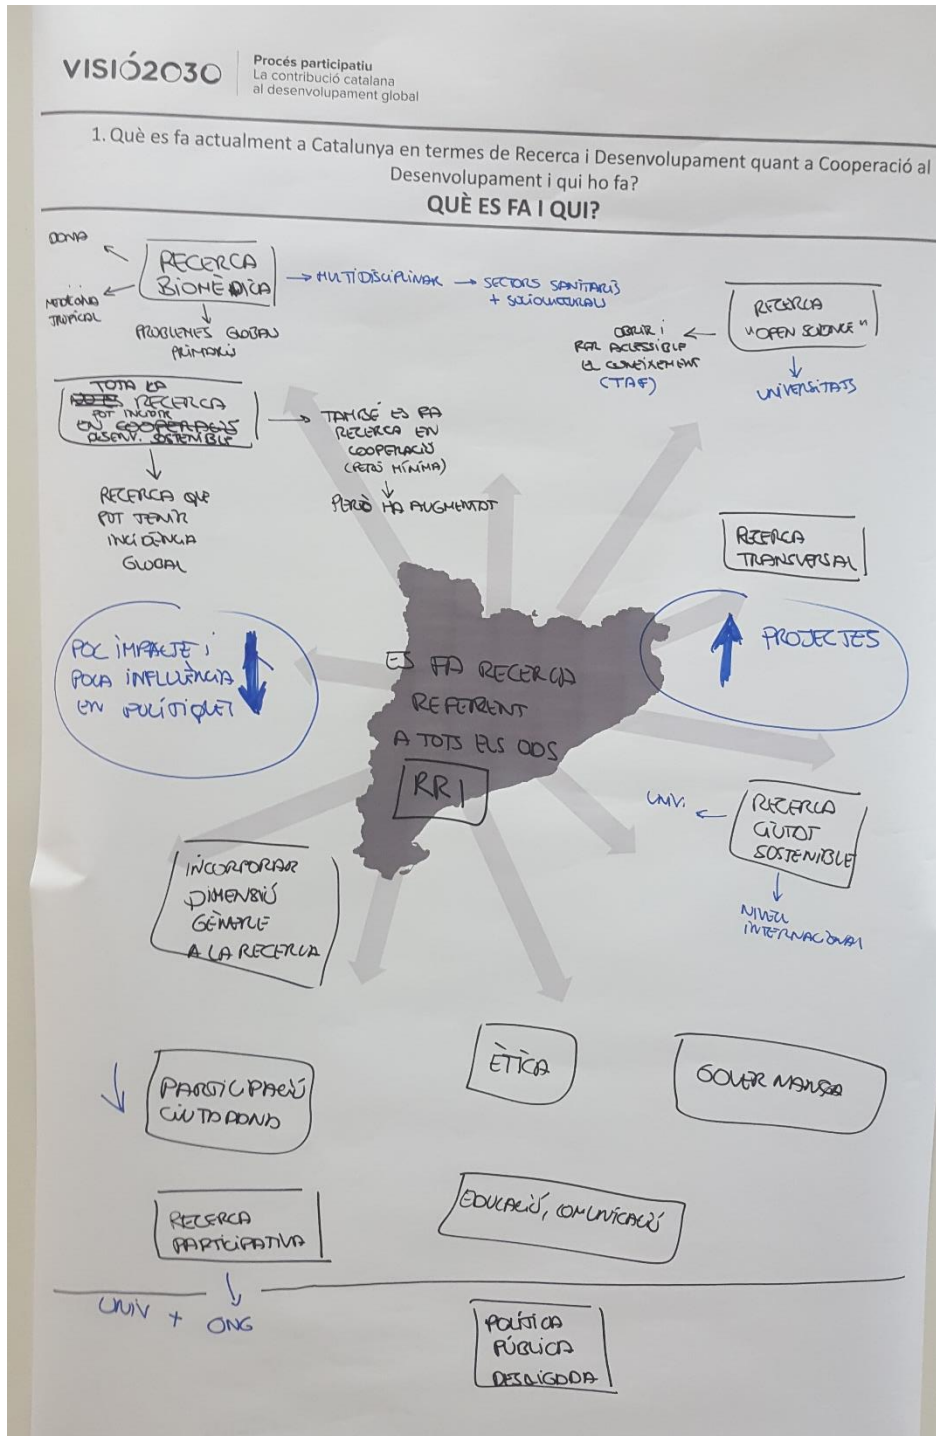 VISIÓ2030
Procés participatiu
La contribució catalana
al desenvolupament global
1. Què es fa actualment a Catalunya en termes de Recerca i Desenvolupament quant a Cooperació al
Desenvolupament i qui ho fa?
QUÈ ES FA I QUI?
DONA
RECERCA
BIOMÈDICA
MEDICINA
TROPICAL
PROBLEMES GLOBAL
PRIMARIS
→ MULTIDISCIPLINAR → SECTORS SANITARIS
+ SOCIOCULTURALS
RECERCA
"OPEN SCIENCE"
OBRIR I
FER ACCESSIBLE
EL CONEIXEMENT
UNIVERSITATS
TOTA LA
RECERCA
POT INCIDIR
EN COOPERACIÓ
DESENV. SOSTENIBLE
TAMBÉ ES FA
RECERCA EN
COOPERACIÓ
(PERÒ MÍNIMA)
PERÒ HA AUGMENTAT
RECERCA QUE
POT TENIR
INCIDÈNCIA
GLOBAL
RECERCA
TRANSVERSAL
POC IMPACTE i
POCA INFLUÈNCIA
EN POLÍTIQUES
PROJECTES
ES FA RECERCA
REFERENT
A TOTS ELS ODS
RRI
UNIV.
RECERCA
CIUTAT
SOSTENIBLE
NIVELL
INTERNACIONAL
INCORPORAR
DIMENSIÓ
GÈNERE
A LA RECERCA
PARTICIPACIÓ
CIUTADANA
ÈTICA
GOVERNANÇA
RECERCA
PARTICIPATIVA
EDUCACIÓ, COMUNICACIÓ
UNIV + ONG
POLÍTICA
PÚBLICA
DESLIGADA